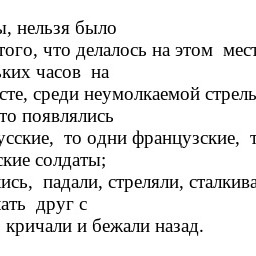 ы, нельзя было
того, что делалось на этом мест
ьких часов на
сте, среди неумолкаемой стрель
то появлялись
усские, то одни французские, т
ские солдаты;
ись, падали, стреляли, сталкива
ать друг с
кричали и бежали назад.